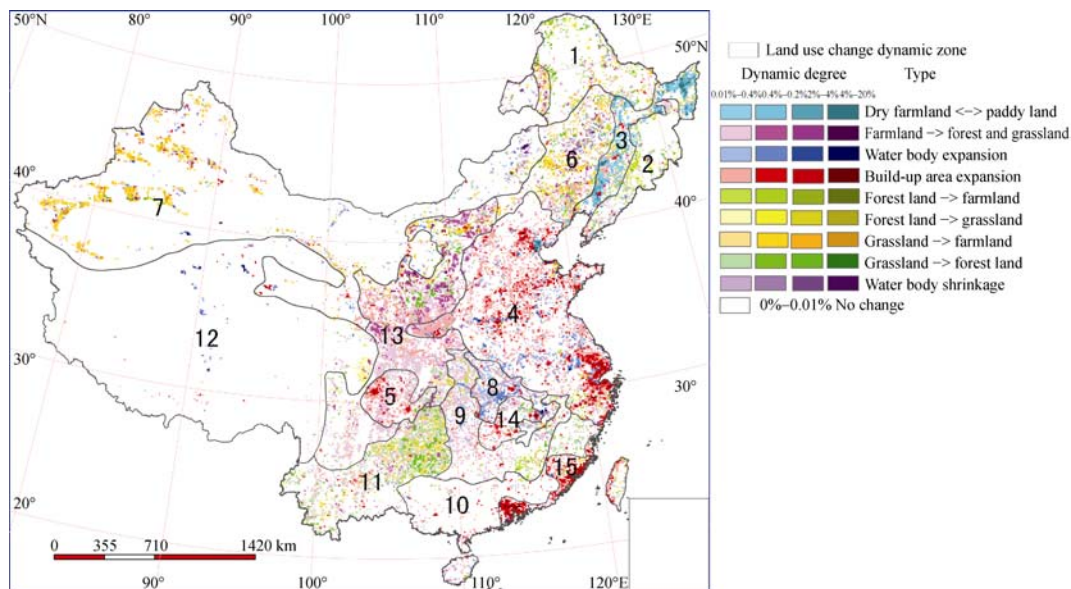 50°N 80° 90° 100° 110° 120° 130°E
50°N
40°
30°
20°
40°
30°
1
2
3
6
7
4
12
13
5
8
9
14
11
10
15
0 355 710 1420 km
90° 100° 110° 120°E
Land use change dynamic zone
Dynamic degree Type
0.01%−0.4%0.4%−0.2%2%−4%4%−20%
Dry farmland <−> paddy land
Farmland −> forest and grassland
Water body expansion
Build-up area expansion
Forest land −> farmland
Forest land −> grassland
Grassland −> farmland
Grassland −> forest land
Water body shrinkage
0%−0.01% No change